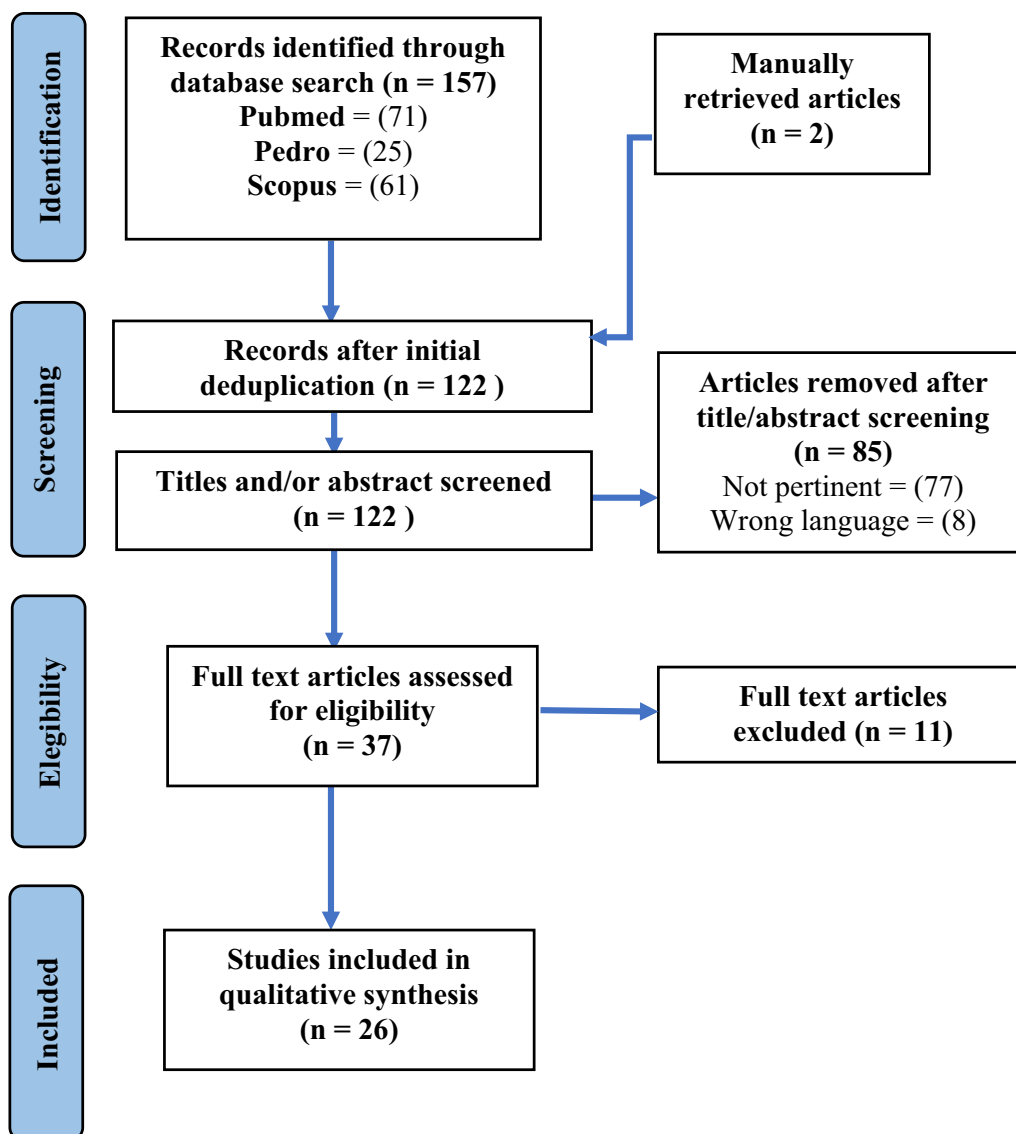 Identification
Records identified through
database search (n = 157)
Pubmed = (71)
Pedro = (25)
Scopus = (61)
Manually
retrieved articles
(n = 2)
Screening
Records after initial
deduplication (n = 122 )
Titles and/or abstract screened
(n = 122 )
Articles removed after
title/abstract screening
(n = 85)
Not pertinent = (77)
Wrong language = (8)
Elegibility
Full text articles assessed
for eligibility
(n = 37)
Full text articles
excluded (n = 11)
Included
Studies included in
qualitative synthesis
(n = 26)